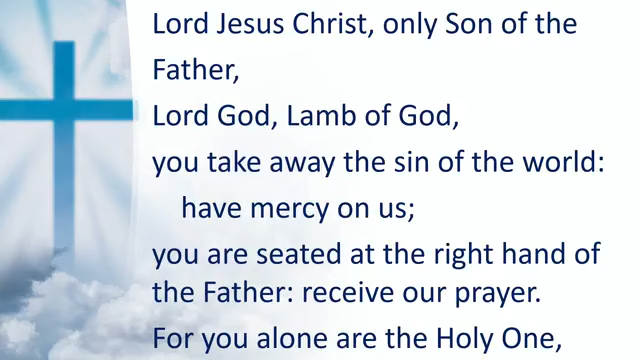 Lord Jesus Christ, only Son of the
Father,
Lord God, Lamb of God,
you take away the sin of the world:
have mercy on us;
you are seated at the right hand of
the Father: receive our prayer.
For you alone are the Holy One,